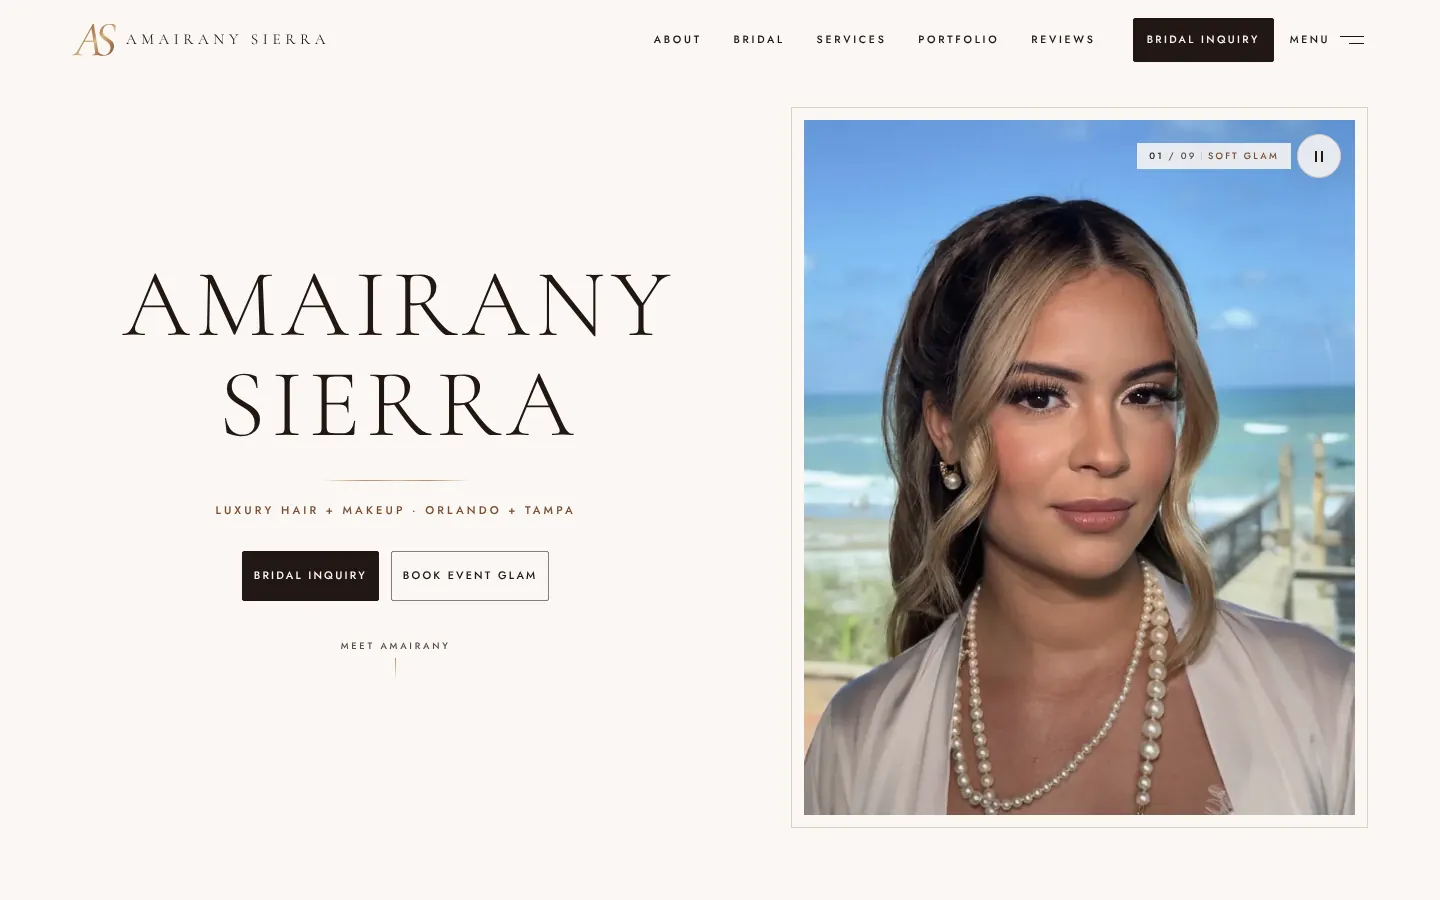 AS AMAIRANY SIERRA
ABOUT BRIDAL SERVICES PORTFOLIO REVIEWS BRIDAL INQUIRY MENU
01 / 09 SOFT GLAM
AMAIRANY
SIERRA
LUXURY HAIR + MAKEUP · ORLANDO + TAMPA
BRIDAL INQUIRY BOOK EVENT GLAM
MEET AMAIRANY